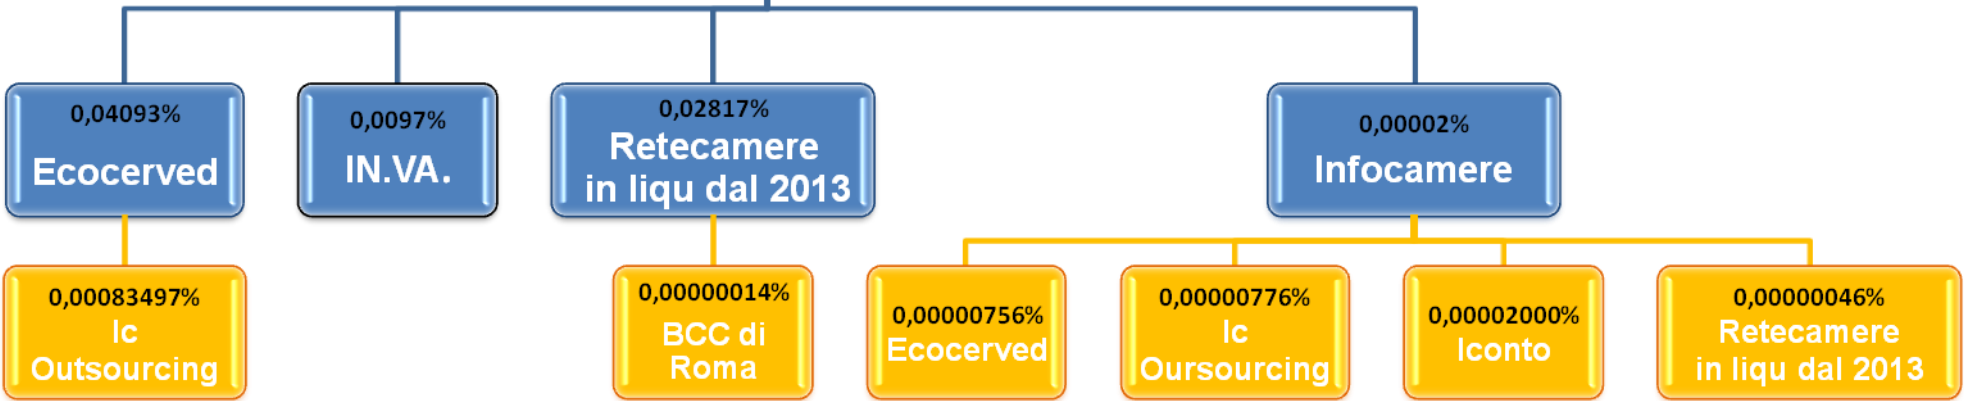 0,04093%
Ecocerved
0,0097%
IN.VA.
0,02817%
Retecamere
in liqu dal 2013
0,00002%
Infocamere
0,00083497%
Ic
Outsourcing
0,00000014%
BCC di
Roma
0,00000756%
Ecocerved
0,00000776%
Ic
Oursourcing
0,00002000%
Iconto
0,00000046%
Retecamere
in liqu dal 2013